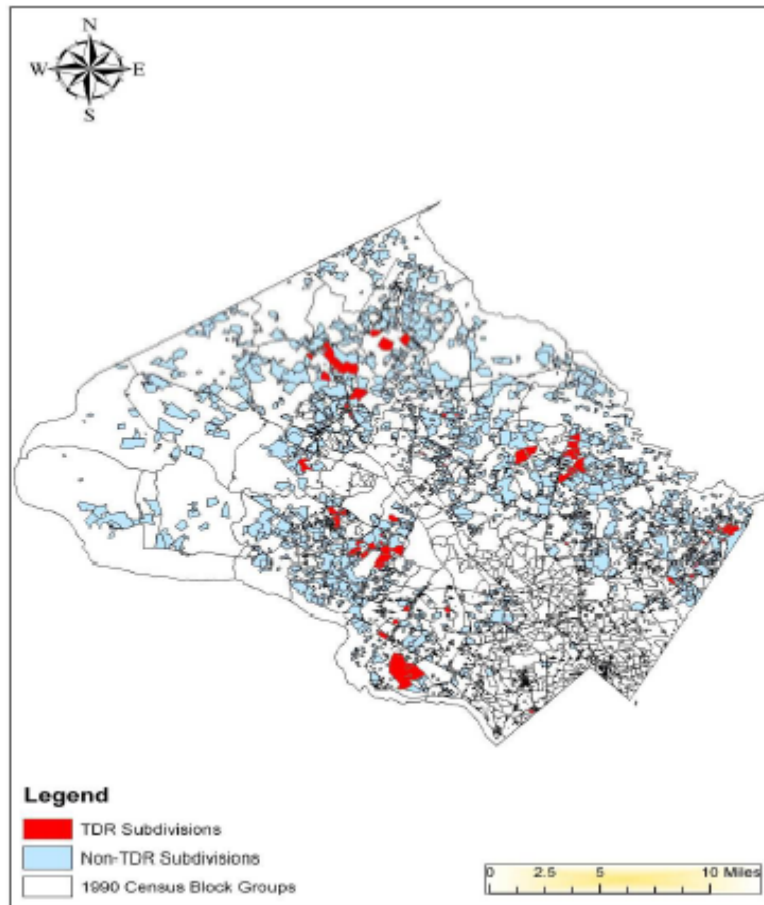 N
W E
S
Legend
TDR Subdivisions
Non-TDR Subdivisions
1990 Census Block Groups
0 2.5 5 10 Miles